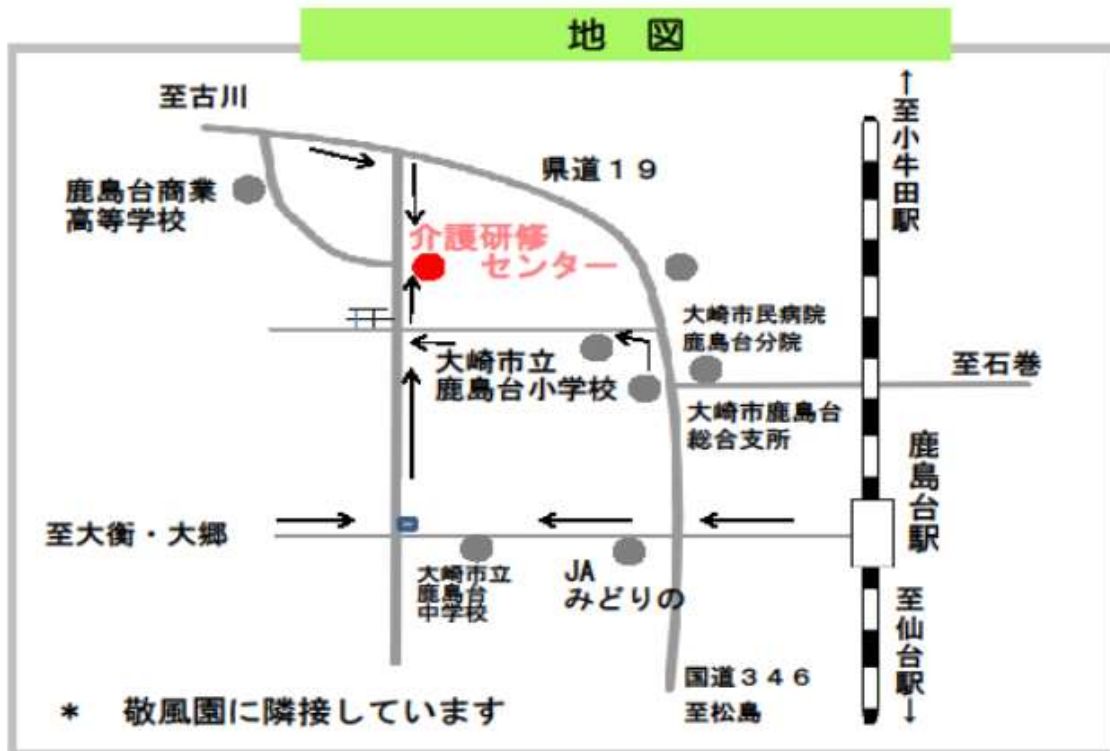 地　図
至古川
↑至小牛田駅
県道１９
鹿島台商業
高等学校
介護研修
センター
大崎市民病院
鹿島台分院
大崎市立
鹿島台小学校
至石巻
大崎市鹿島台
総合支所
鹿島台駅
至大衡・大郷
大崎市立
鹿島台
中学校
JA
みどりの
至仙台駅↓
国道３４６
至松島
*　敬風園に隣接しています